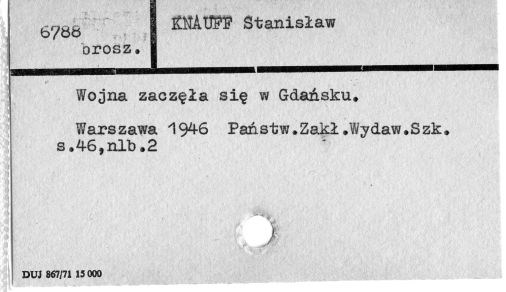 6788
brosz.
KNAUFF Stanisław
Wojna zaczęła się w Gdańsku.
Warszawa 1946 Państw.Zakł.Wydaw.Szk.
s.46,nlb.2
DUJ 867/71 15 000